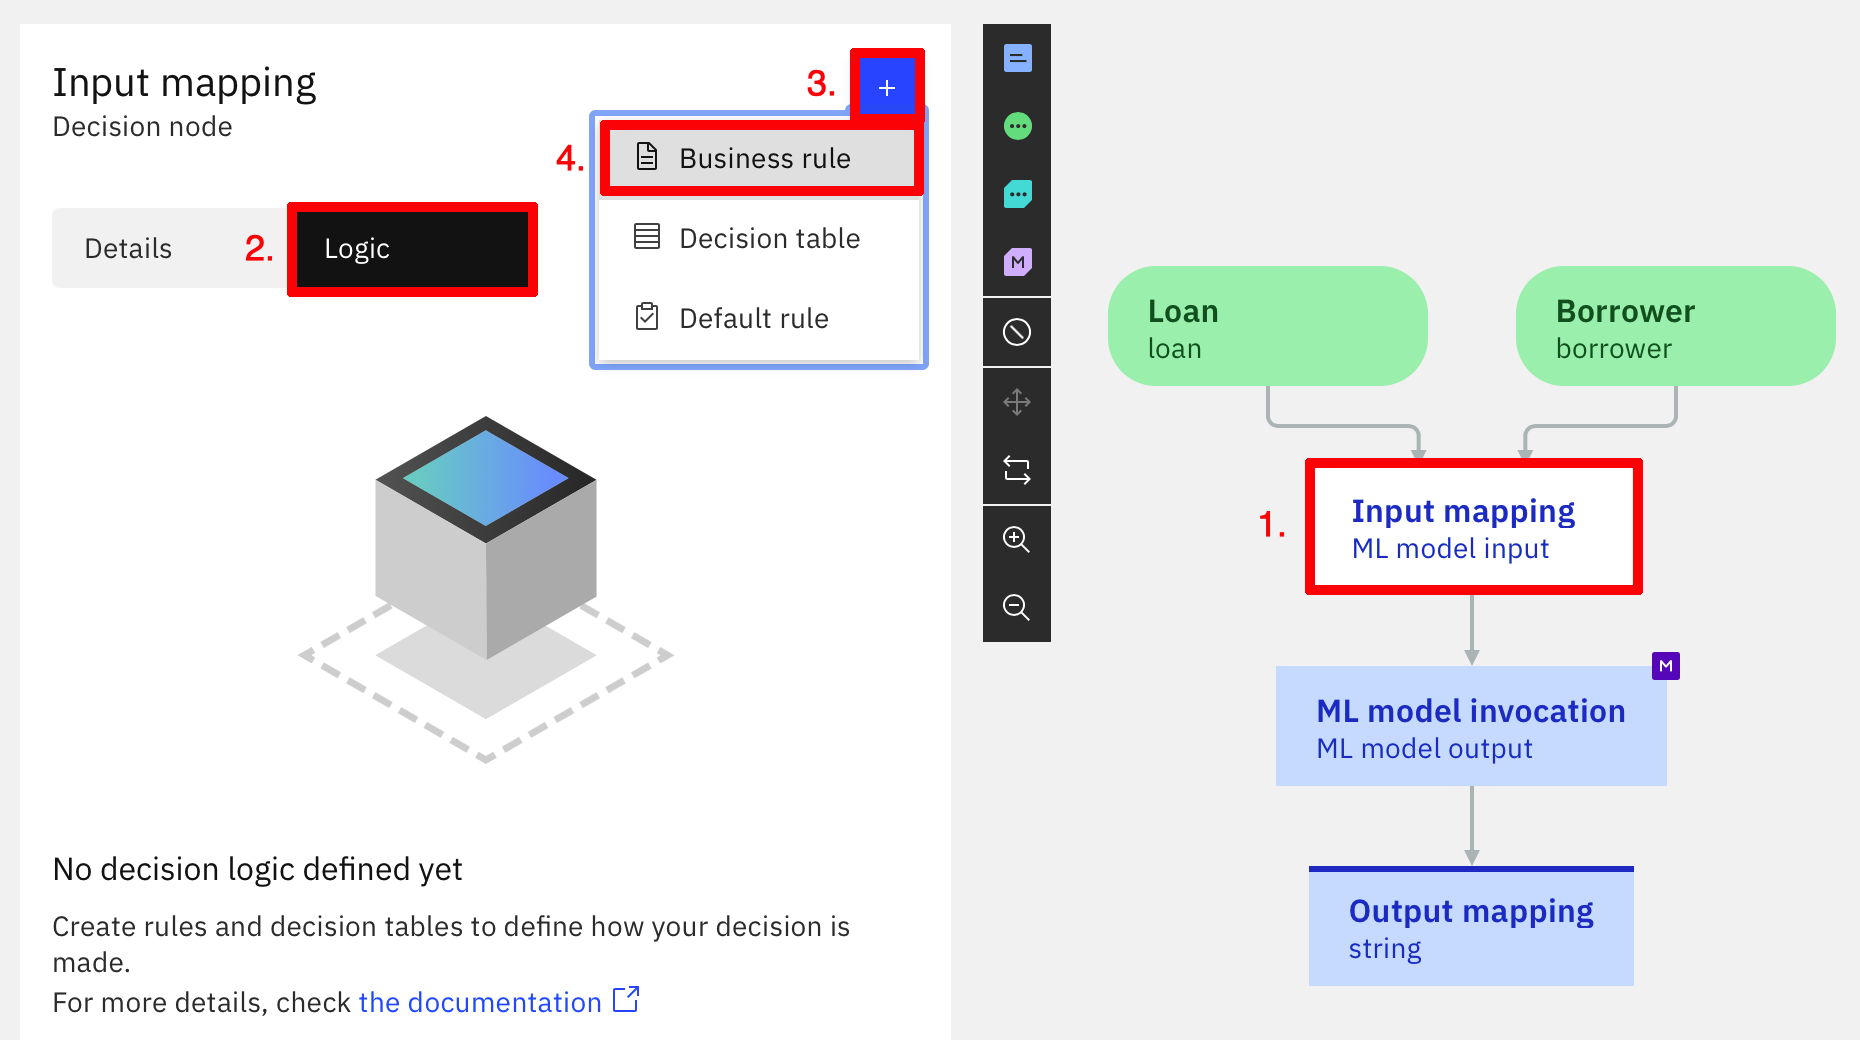 Input mapping
Decision node
3.
+
4.
Business rule
Decision table
Default rule
Details
2.
Logic
No decision logic defined yet
Create rules and decision tables to define how your decision is
made.
For more details, check the documentation
M
Loan
loan
Borrower
borrower
1.
Input mapping
ML model input
M
ML model invocation
ML model output
Output mapping
string